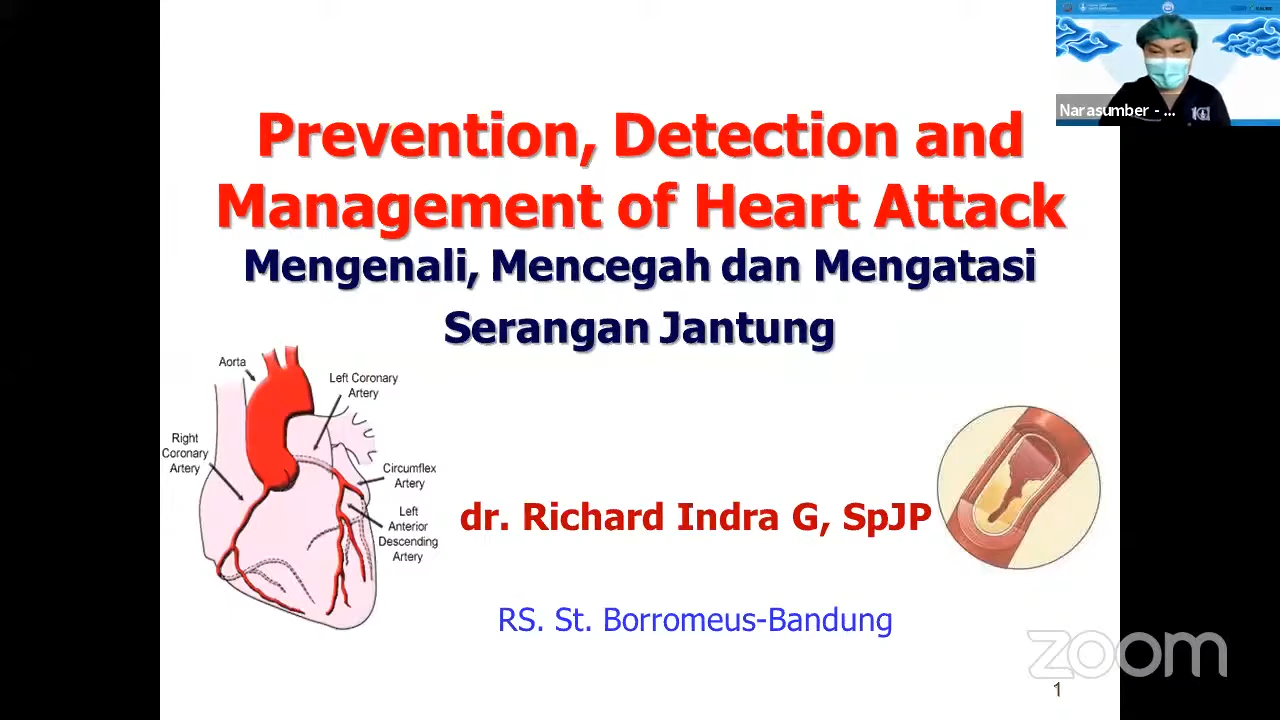 Narasumber - ...
Prevention, Detection and
Management of Heart Attack
Mengenali, Mencegah dan Mengatasi
Serangan Jantung
Aorta
Left Coronary
Artery
Right
Coronary
Artery
Circumflex
Artery
Left
Anterior
Descending
Artery
dr. Richard Indra G, SpJP
RS. St. Borromeus-Bandung
zoom
1